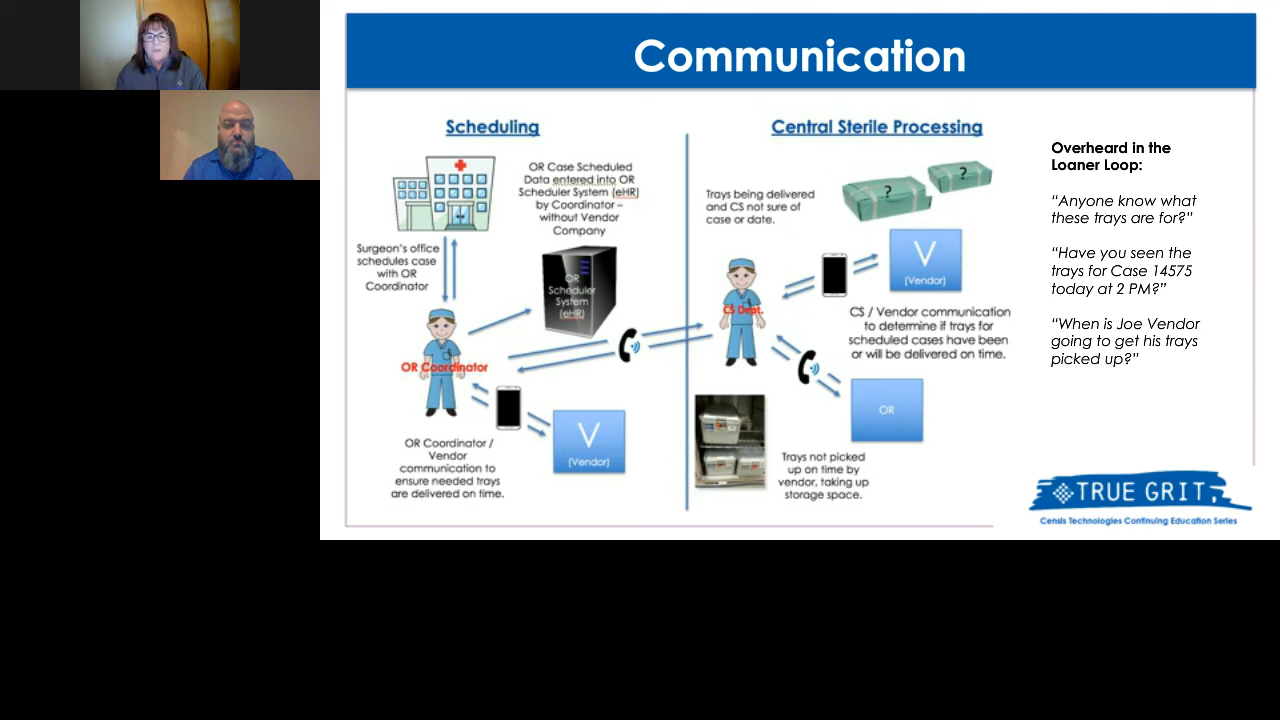 Communication
Scheduling
OR Case Scheduled
Data entered into OR
Scheduler System (eHR)
by Coordinator –
without Vendor
Company
Surgeon's office
schedules case
with OR
Coordinator
OR
Scheduler
System
(eHR)
OR Coordinator
V
(Vendor)
OR Coordinator /
Vendor
communication to
ensure needed trays
are delivered on time.
Central Sterile Processing
Trays being delivered
and CS not sure of
case or date.
?
?
V
(Vendor)
CS Dept.
CS / Vendor communication
to determine if trays for
scheduled cases have been
or will be delivered on time.
OR
Trays not picked
up on time by
vendor, taking up
storage space.
Overheard in the
Loaner Loop:
“Anyone know what
these trays are for?”
“Have you seen the
trays for Case 14575
today at 2 PM?”
“When is Joe Vendor
going to get his trays
picked up?”
TRUE GRIT
Censis Technologies Continuing Education Series